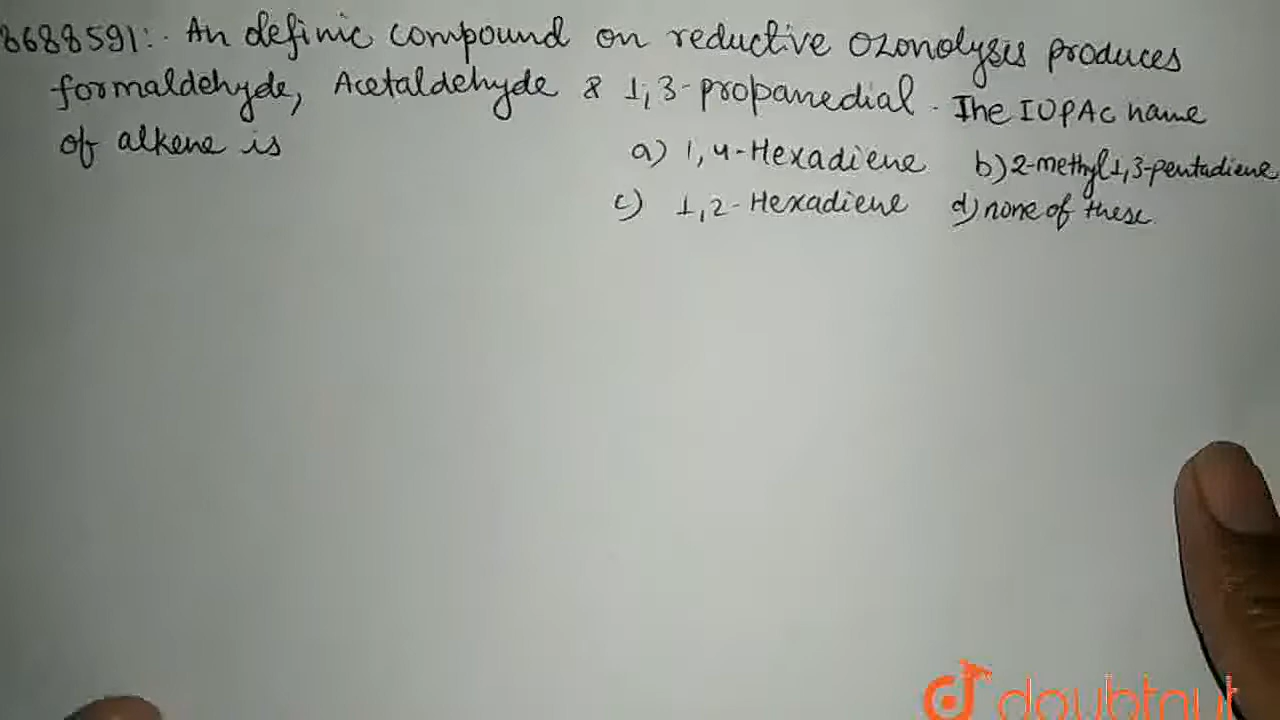 8688591:. An definic compound on reductive ozonolysis produces
formaldehyde, Acetaldehyde & 1,3-propanedial. The IUPAC name
of alkene is
a) 1,4-Hexadiene b) 2-methyl 1,3-pentadiene
c) 1,2-Hexadiene d) none of these.
doubtnut